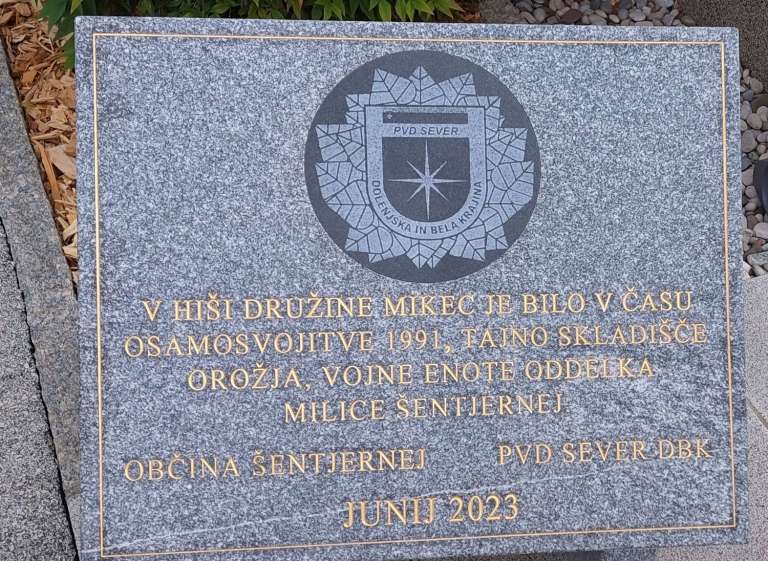 PVD SEVER
DOLENJSKA IN BELA KRAJINA
V HIŠI DRUŽINE MIKEC JE BILO V ČASU
OSAMOSVOJITVE 1991, TAJNO SKLADIŠČE
OROŽJA, VOJNE ENOTE ODDELKA
MILICE ŠENTJERNEJ
OBČINA ŠENTJERNEJ PVD SEVER DBK
JUNIJ 2023